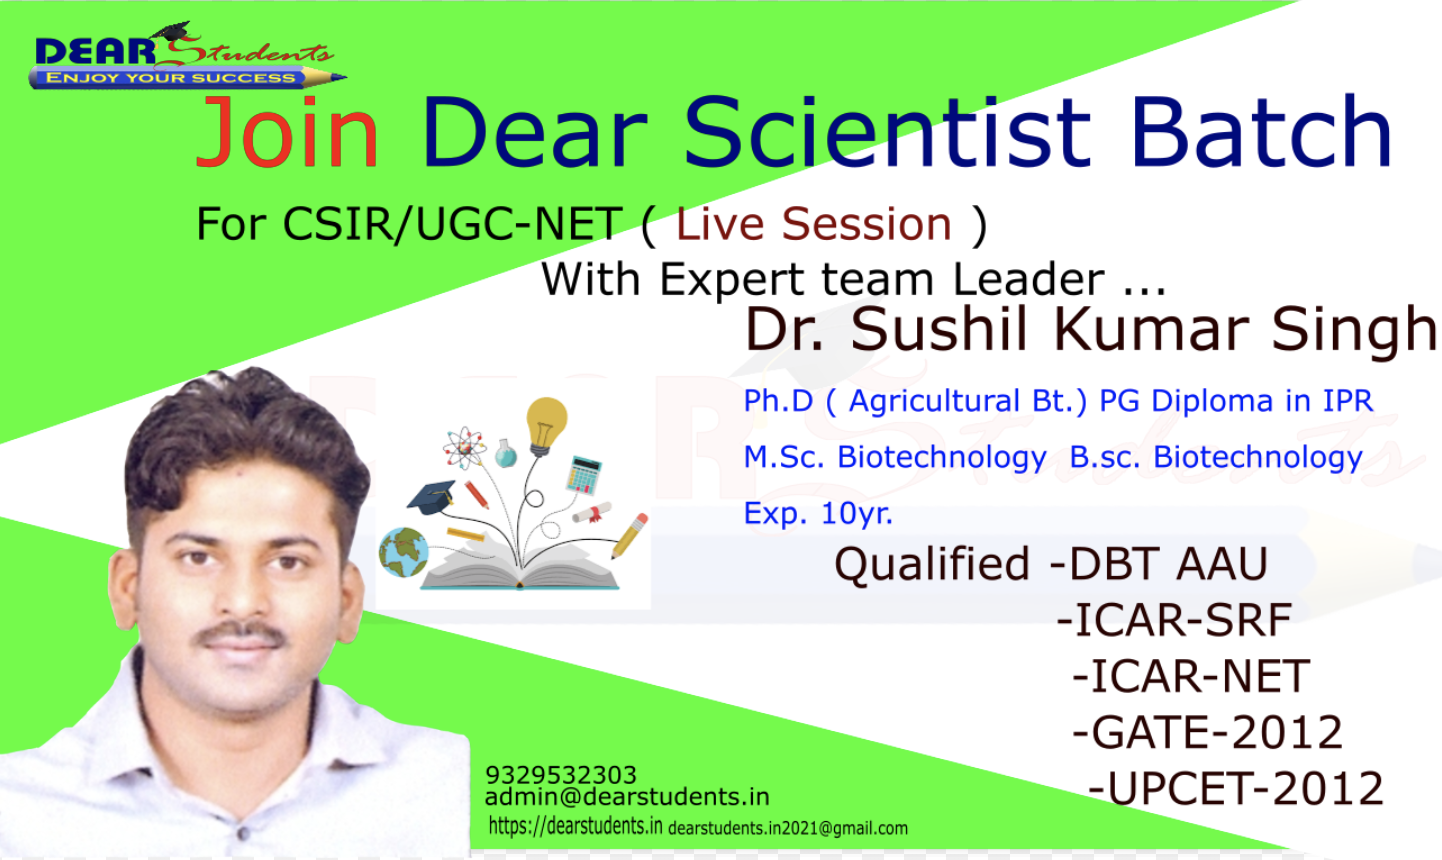 DEAR Students
ENJOY YOUR SUCCESS
Join Dear Scientist Batch
For CSIR/UGC-NET ( Live Session )
With Expert team Leader ...
Dr. Sushil Kumar Singh
Ph.D ( Agricultural Bt.) PG Diploma in IPR
M.Sc. Biotechnology B.sc. Biotechnology
Exp. 10yr.
Qualified -DBT AAU
-ICAR-SRF
-ICAR-NET
-GATE-2012
-UPCET-2012
9329532303
admin@dearstudents.in
https://dearstudents.in dearstudents.in2021@gmail.com